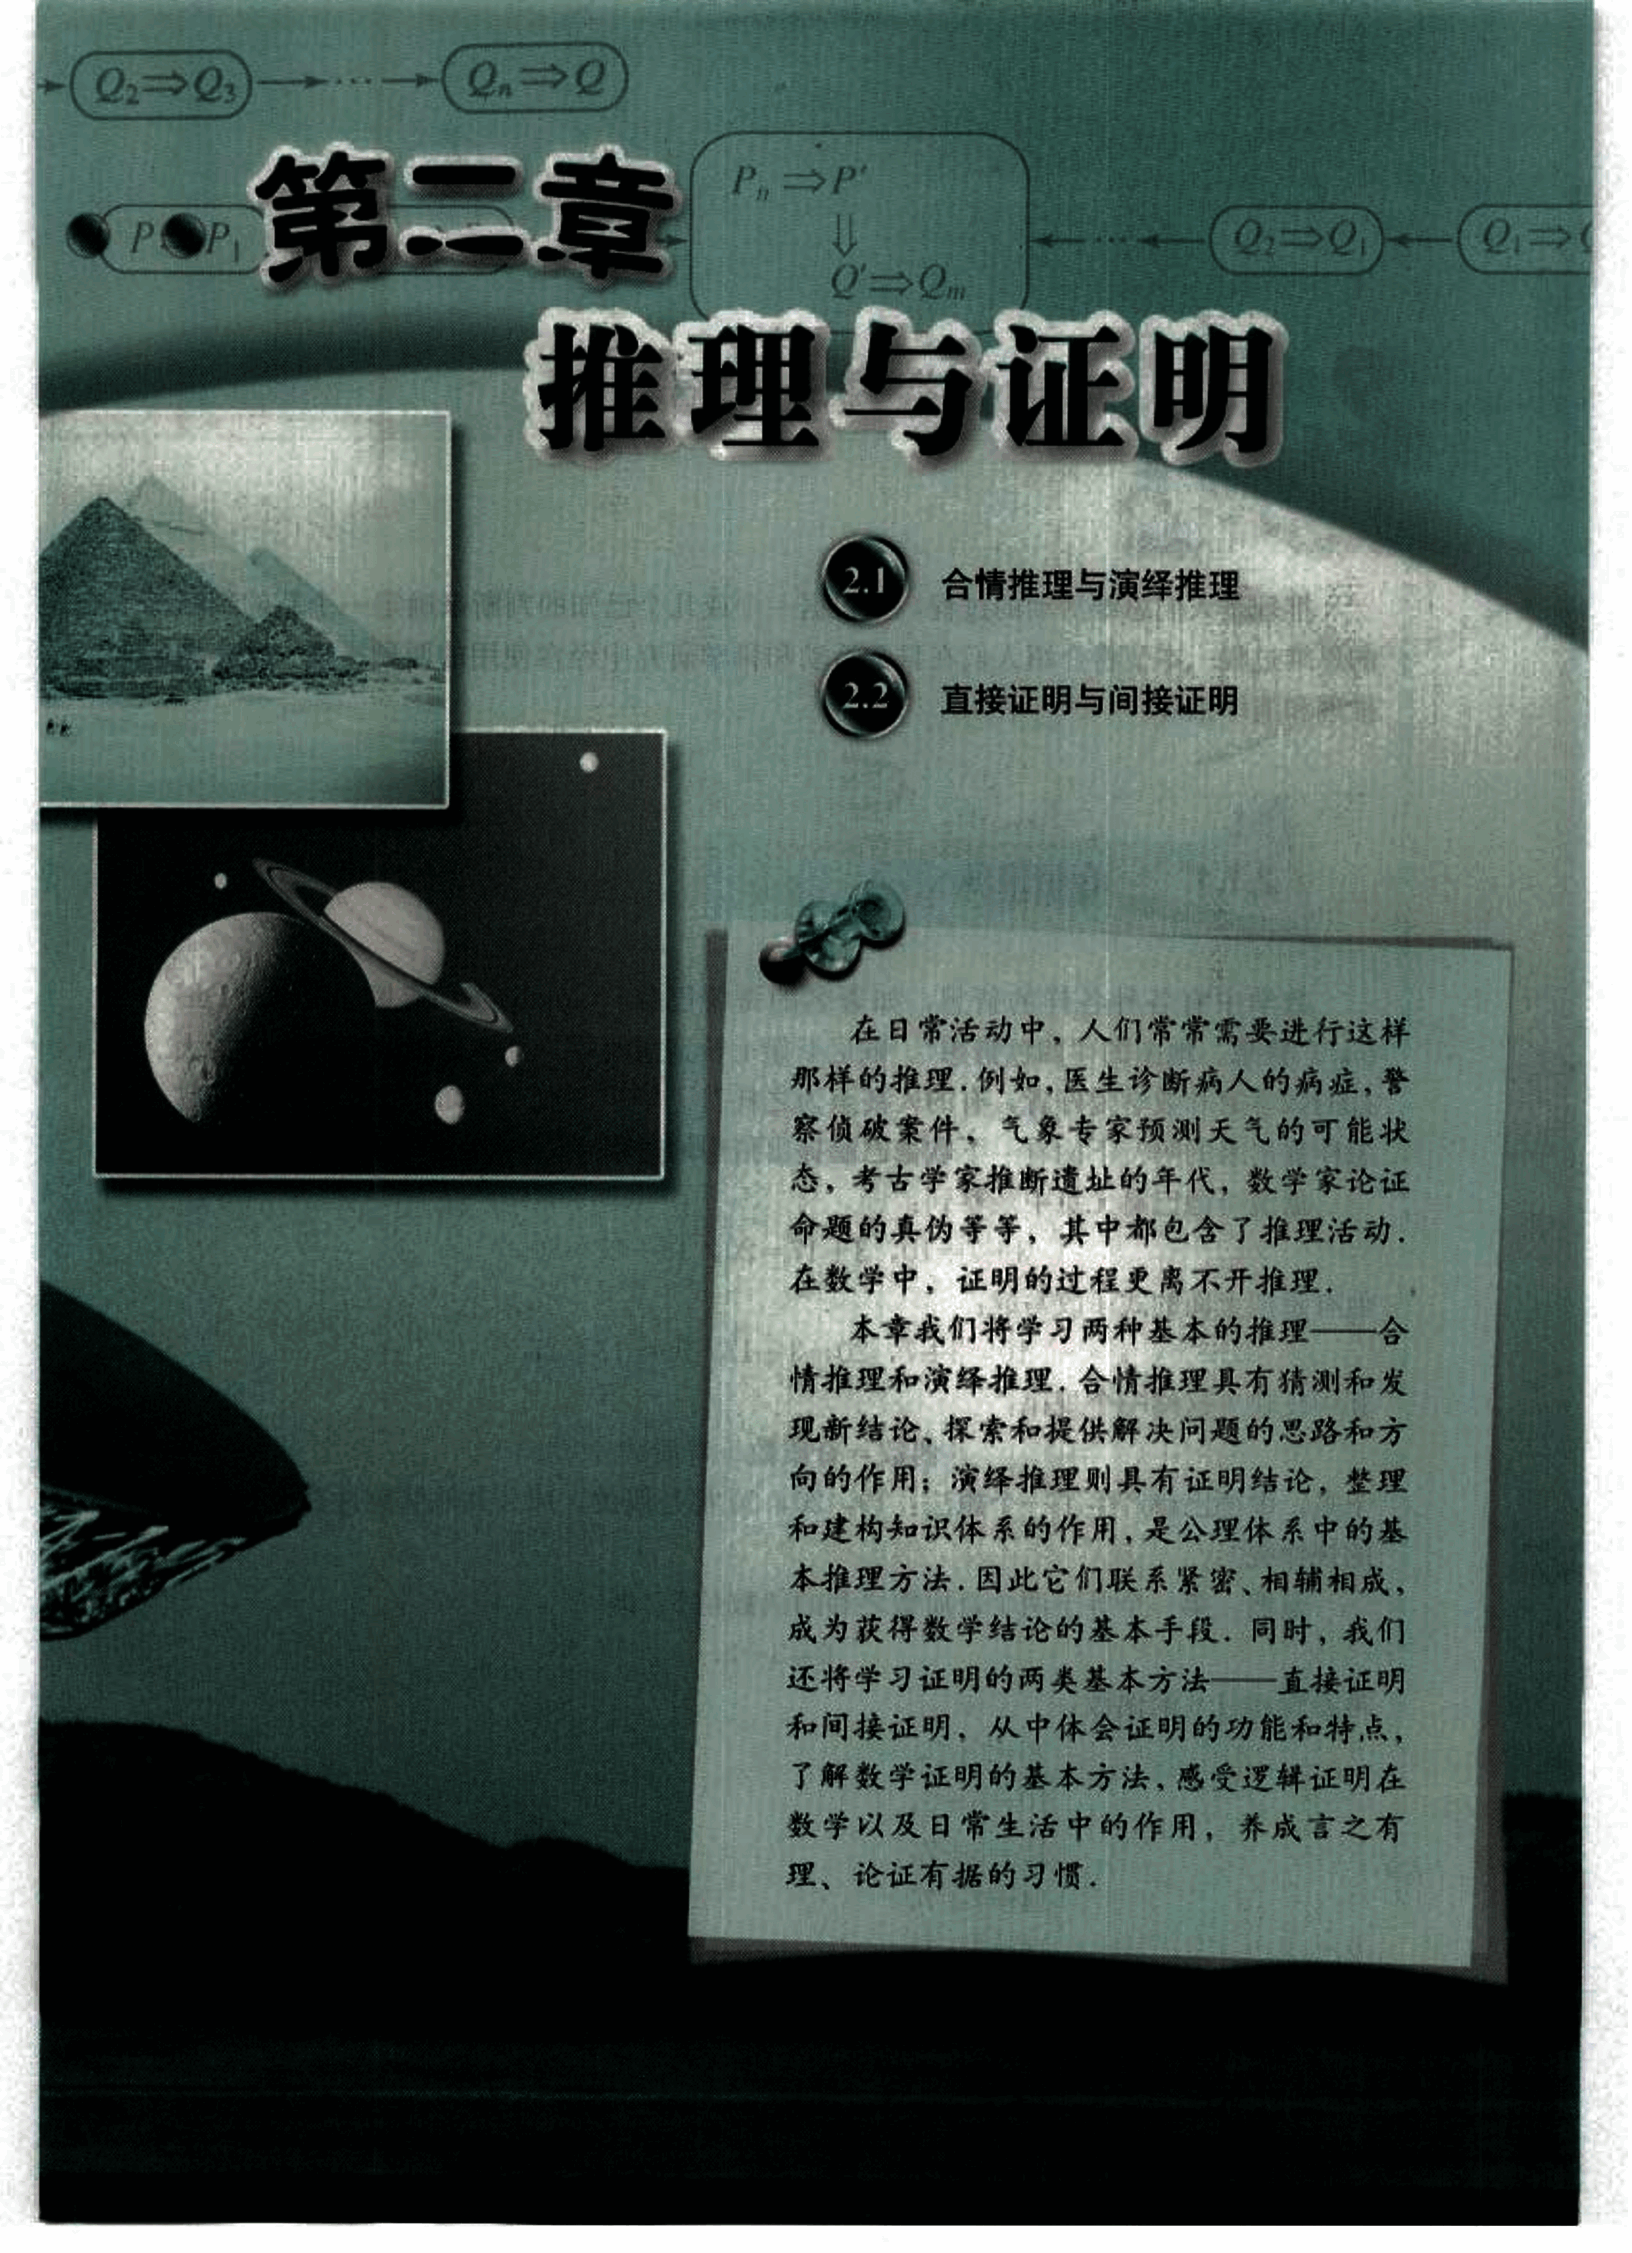 Q₂⇒Q₃ ··· Qₙ⇒Q
第二章
P P₁
Pₙ⇒P′
⇓
Q′⇒Qₘ
··· Q₂⇒Q₁ Q₁⇒
推理与证明
2.1 合情推理与演绎推理
2.2 直接证明与间接证明
在日常活动中，人们常常需要进行这样
那样的推理.例如,医生诊断病人的病症,警
察侦破案件，气象专家预测天气的可能状
态，考古学家推断遗址的年代，数学家论证
命题的真伪等等，其中都包含了推理活动.
在数学中，证明的过程更离不开推理.
本章我们将学习两种基本的推理——合
情推理和演绎推理.合情推理具有猜测和发
现新结论、探索和提供解决问题的思路和方
向的作用；演绎推理则具有证明结论，整理
和建构知识体系的作用,是公理体系中的基
本推理方法.因此它们联系紧密、相辅相成，
成为获得数学结论的基本手段.同时，我们
还将学习证明的两类基本方法——直接证明
和间接证明，从中体会证明的功能和特点，
了解数学证明的基本方法,感受逻辑证明在
数学以及日常生活中的作用，养成言之有
理、论证有据的习惯.